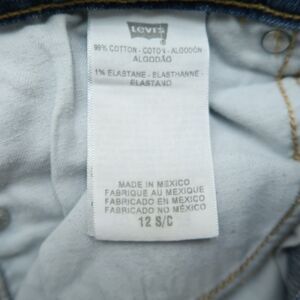 Levi's
99% COTTON - COTON - ALGODÓN
ALGODÃO
1% ELASTANE - ELASTHANNE -
ELASTANO
MADE IN MEXICO
FABRIQUE AU MEXIQUE
FABRICADO EN MEXICO
FABRICADO NO MÉXICO
12 S/C